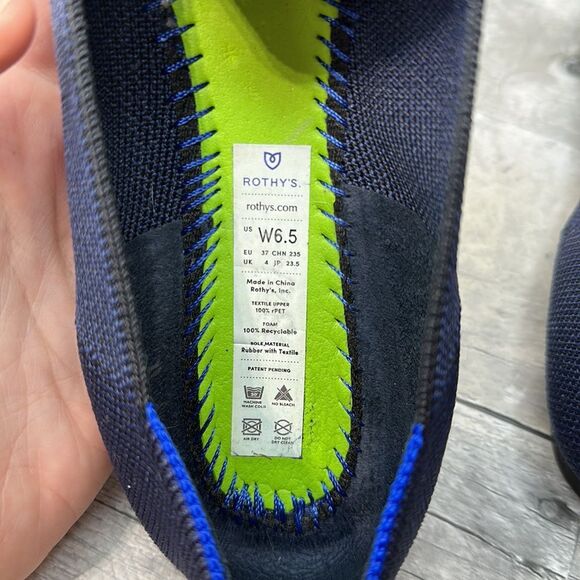 ROTHY'S.
rothys.com
US W6.5
EU 37 CHN 235
UK 4 JP 23.5
Made in China
Rothy's, Inc.
TEXTILE UPPER
100% rPET
FOAM
100% Recyclable
SOLE, MATERIAL
Rubber with Textile
PATENT PENDING
MACHINE WASH COLD NO BLEACH
AIR DRY DO NOT DRY CLEAN